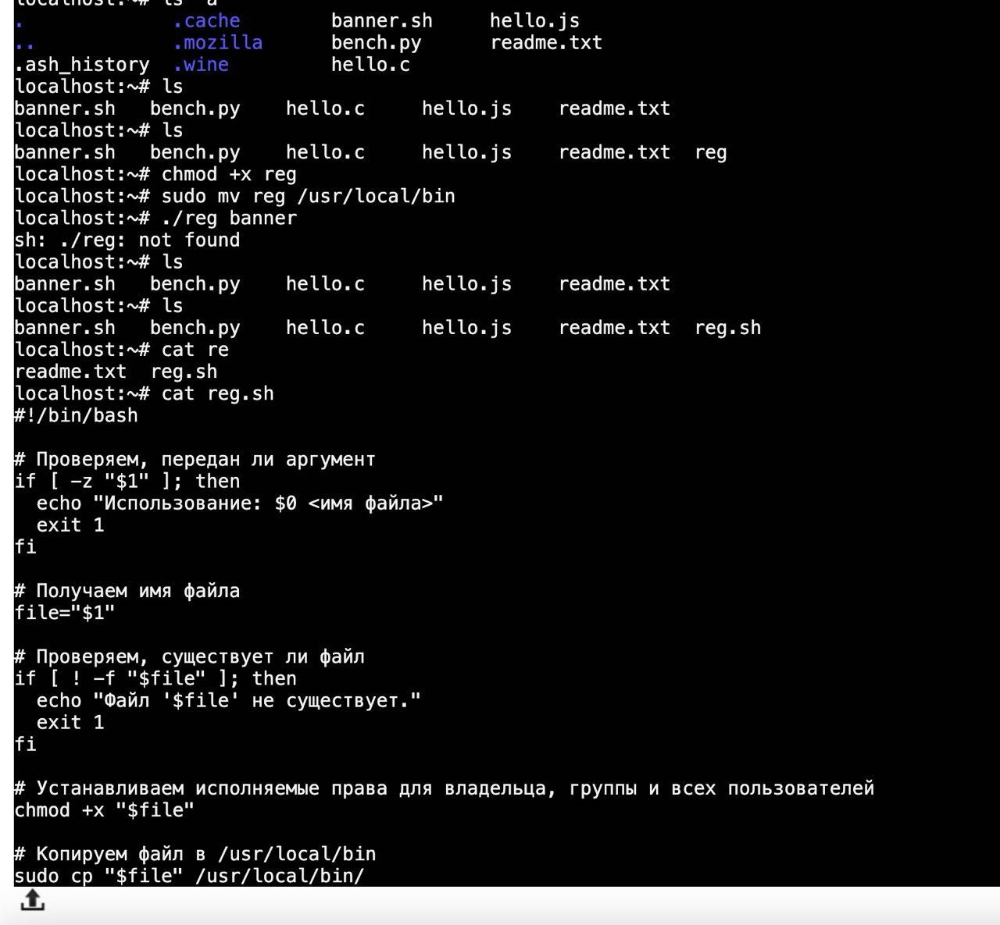 localhost:~# ls -a
. .cache banner.sh hello.js
.. .mozilla bench.py readme.txt
.ash_history .wine hello.c
localhost:~# ls
banner.sh bench.py hello.c hello.js readme.txt
localhost:~# ls
banner.sh bench.py hello.c hello.js readme.txt reg
localhost:~# chmod +x reg
localhost:~# sudo mv reg /usr/local/bin
localhost:~# ./reg banner
sh: ./reg: not found
localhost:~# ls
banner.sh bench.py hello.c hello.js readme.txt
localhost:~# ls
banner.sh bench.py hello.c hello.js readme.txt reg.sh
localhost:~# cat re
readme.txt reg.sh
localhost:~# cat reg.sh
#!/bin/bash
# Проверяем, передан ли аргумент
if [ -z "$1" ]; then
echo "Использование: $0 <имя файла>"
exit 1
fi
# Получаем имя файла
file="$1"
# Проверяем, существует ли файл
if [ ! -f "$file" ]; then
echo "Файл '$file' не существует."
exit 1
fi
# Устанавливаем исполняемые права для владельца, группы и всех пользователей
chmod +x "$file"
# Копируем файл в /usr/local/bin
sudo cp "$file" /usr/local/bin/